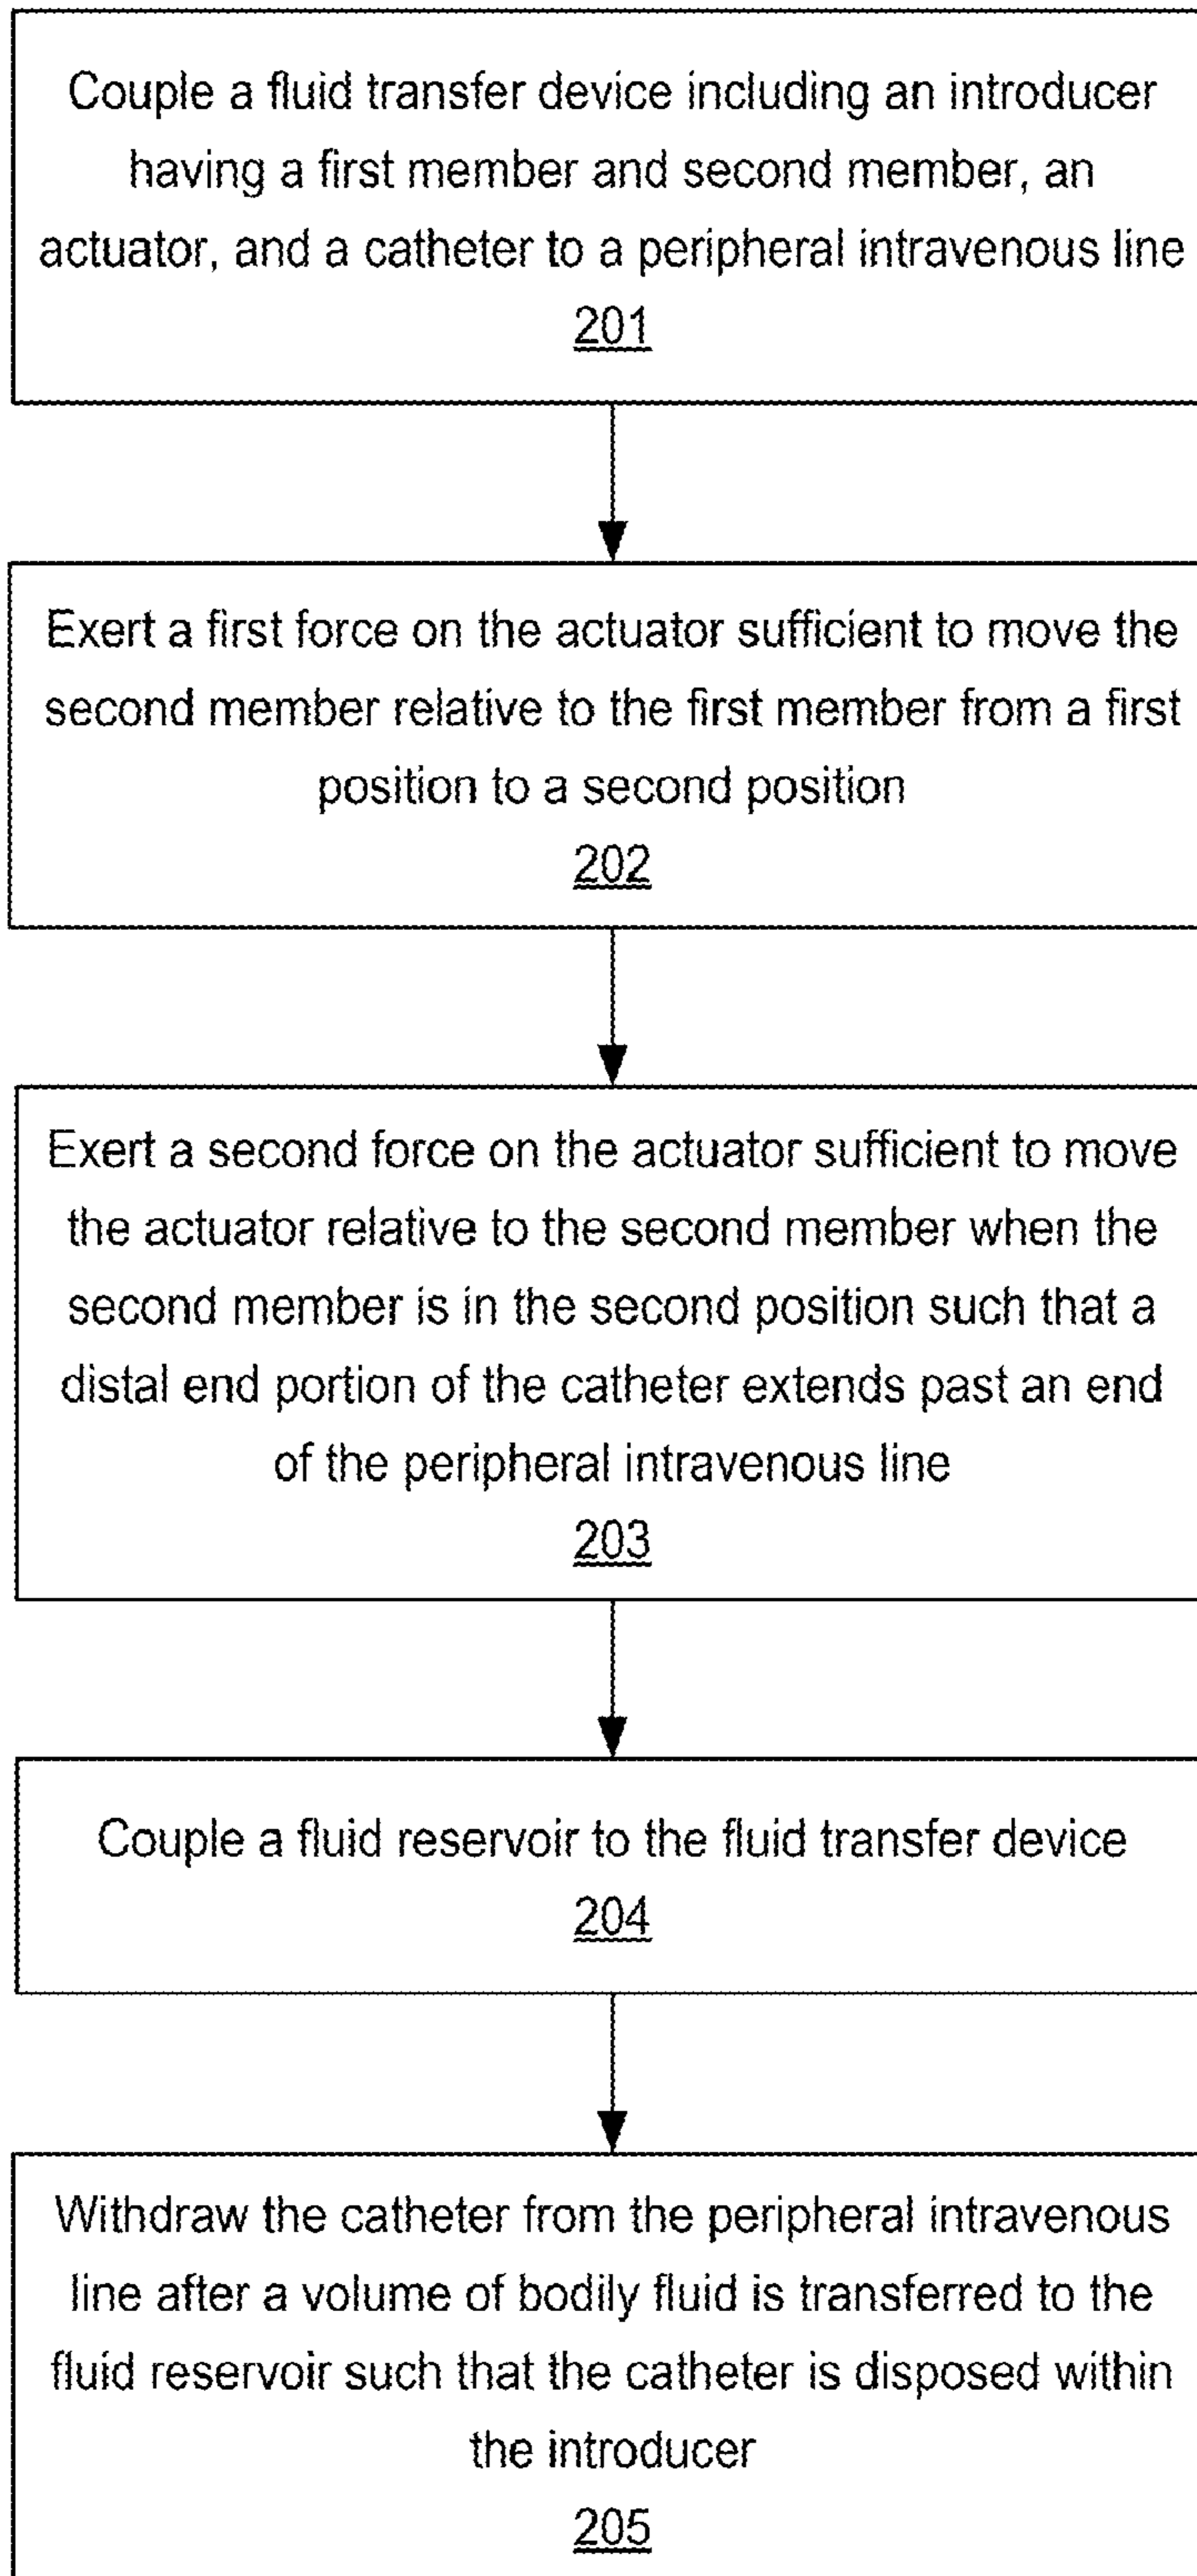 Couple a fluid transfer device including an introducer
having a first member and second member, an
actuator, and a catheter to a peripheral intravenous line
201
Exert a first force on the actuator sufficient to move the
second member relative to the first member from a first
position to a second position
202
Exert a second force on the actuator sufficient to move
the actuator relative to the second member when the
second member is in the second position such that a
distal end portion of the catheter extends past an end
of the peripheral intravenous line
203
Couple a fluid reservoir to the fluid transfer device
204
Withdraw the catheter from the peripheral intravenous
line after a volume of bodily fluid is transferred to the
fluid reservoir such that the catheter is disposed within
the introducer
205